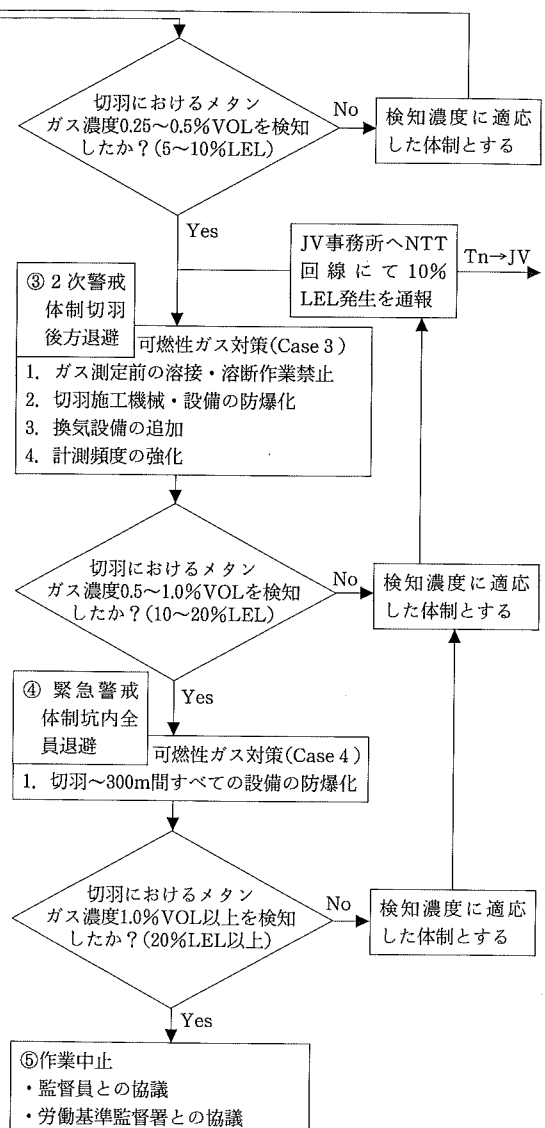 切羽におけるメタン
ガス濃度0.25～0.5%VOLを検知
したか？(5～10%LEL)
No
検知濃度に適応
した体制とする
Yes
JV事務所へNTT
回線にて10%
LEL発生を通報
Tn→JV
③２次警戒
体制切羽
後方退避
可燃性ガス対策(Case 3)
1. ガス測定前の溶接・溶断作業禁止
2. 切羽施工機械・設備の防爆化
3. 換気設備の追加
4. 計測頻度の強化
切羽におけるメタン
ガス濃度0.5～1.0%VOLを検知
したか？(10～20%LEL)
No
検知濃度に適応
した体制とする
Yes
④ 緊急警戒
体制坑内全
員退避
可燃性ガス対策(Case 4)
1. 切羽～300m間すべての設備の防爆化
切羽におけるメタン
ガス濃度1.0%VOL以上を検知
したか？(20%LEL以上)
No
検知濃度に適応
した体制とする
Yes
⑤作業中止
・監督員との協議
・労働基準監督署との協議